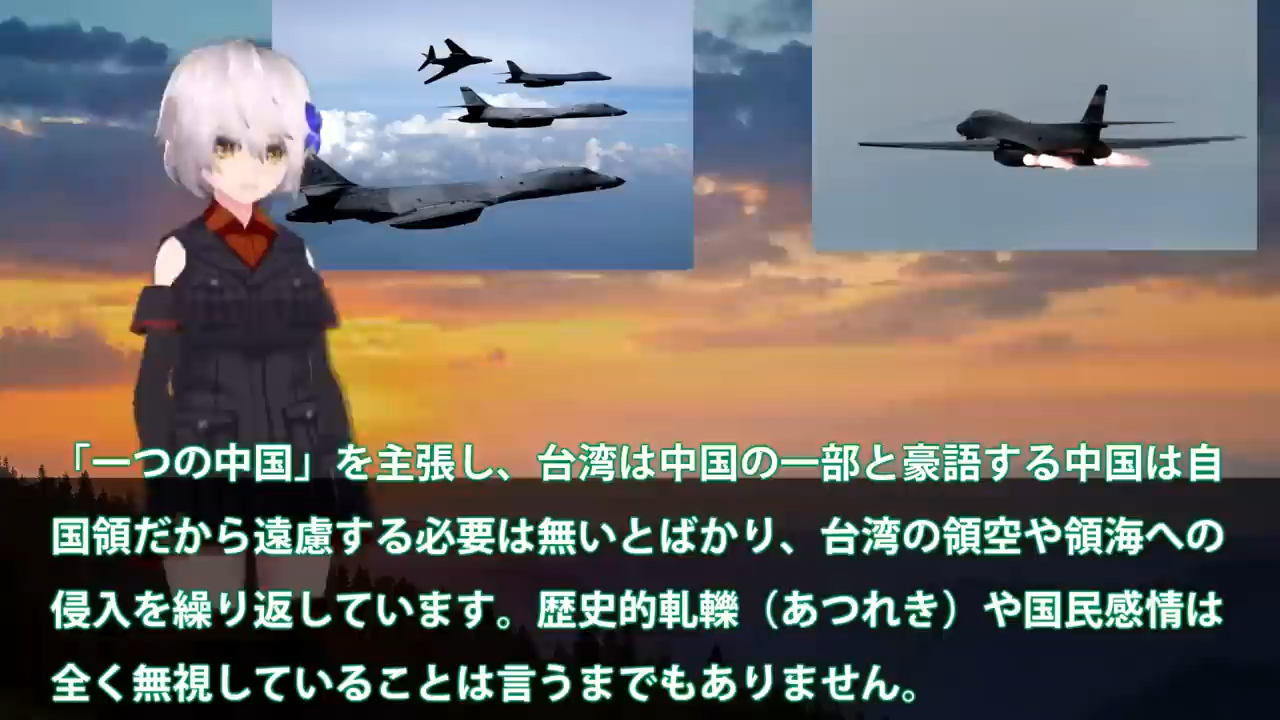 「一つの中国」を主張し、台湾は中国の一部と豪語する中国は自
国領だから遠慮する必要は無いとばかり、台湾の領空や領海への
侵入を繰り返しています。歴史的軋轢（あつれき）や国民感情は
全く無視していることは言うまでもありません。